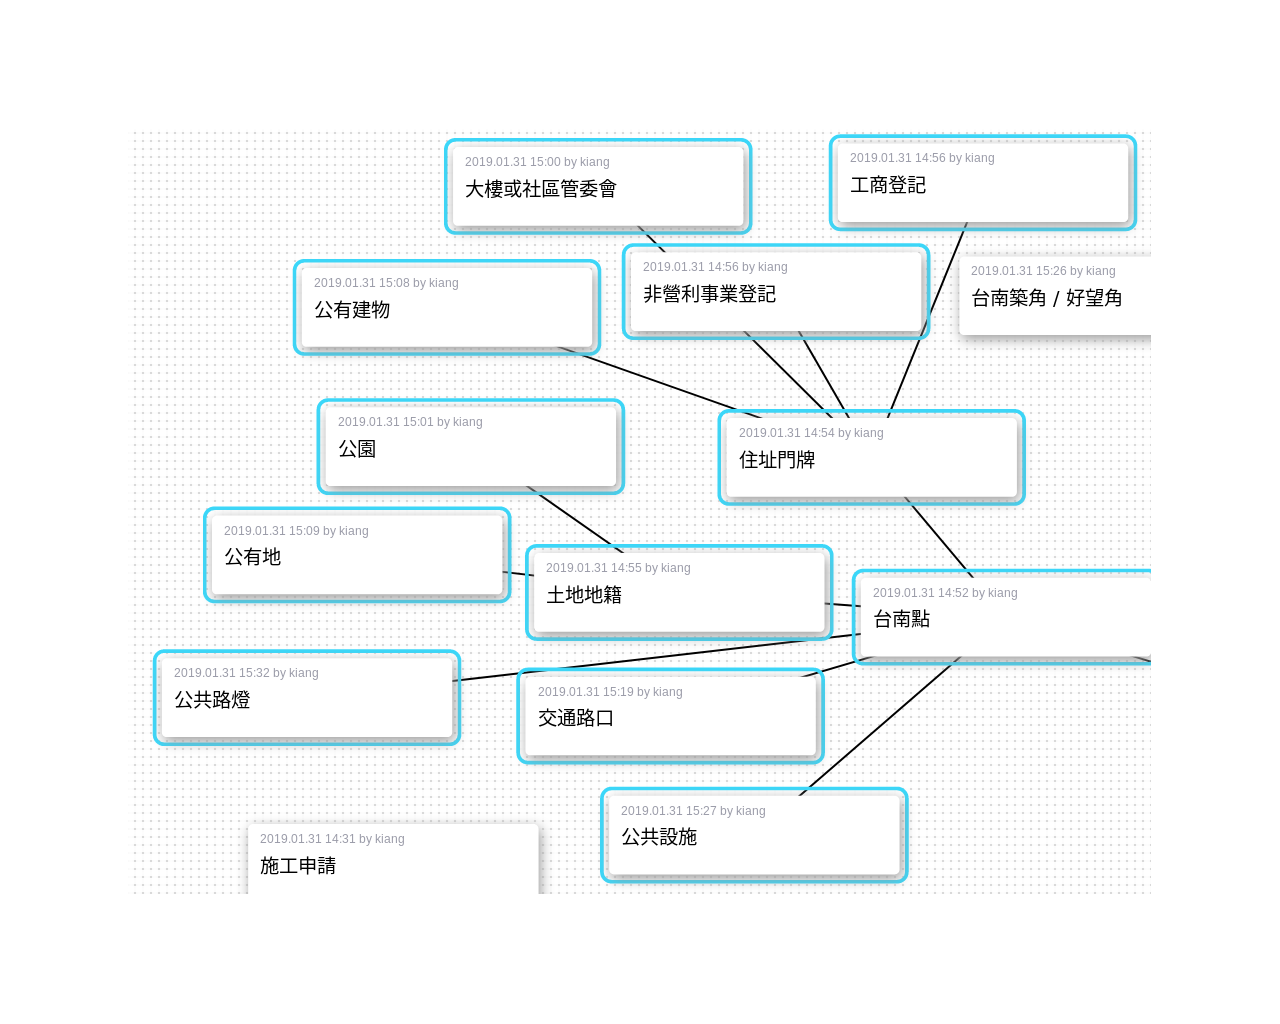 2019.01.31 15:00 by kiang
大樓或社區管委會
2019.01.31 14:56 by kiang
工商登記
2019.01.31 14:56 by kiang
非營利事業登記
2019.01.31 15:26 by kiang
台南築角 / 好望角
2019.01.31 15:08 by kiang
公有建物
2019.01.31 15:01 by kiang
公園
2019.01.31 14:54 by kiang
住址門牌
2019.01.31 15:09 by kiang
公有地
2019.01.31 14:55 by kiang
土地地籍
2019.01.31 14:52 by kiang
台南點
2019.01.31 15:32 by kiang
公共路燈
2019.01.31 15:19 by kiang
交通路口
2019.01.31 15:27 by kiang
公共設施
2019.01.31 14:31 by kiang
施工申請